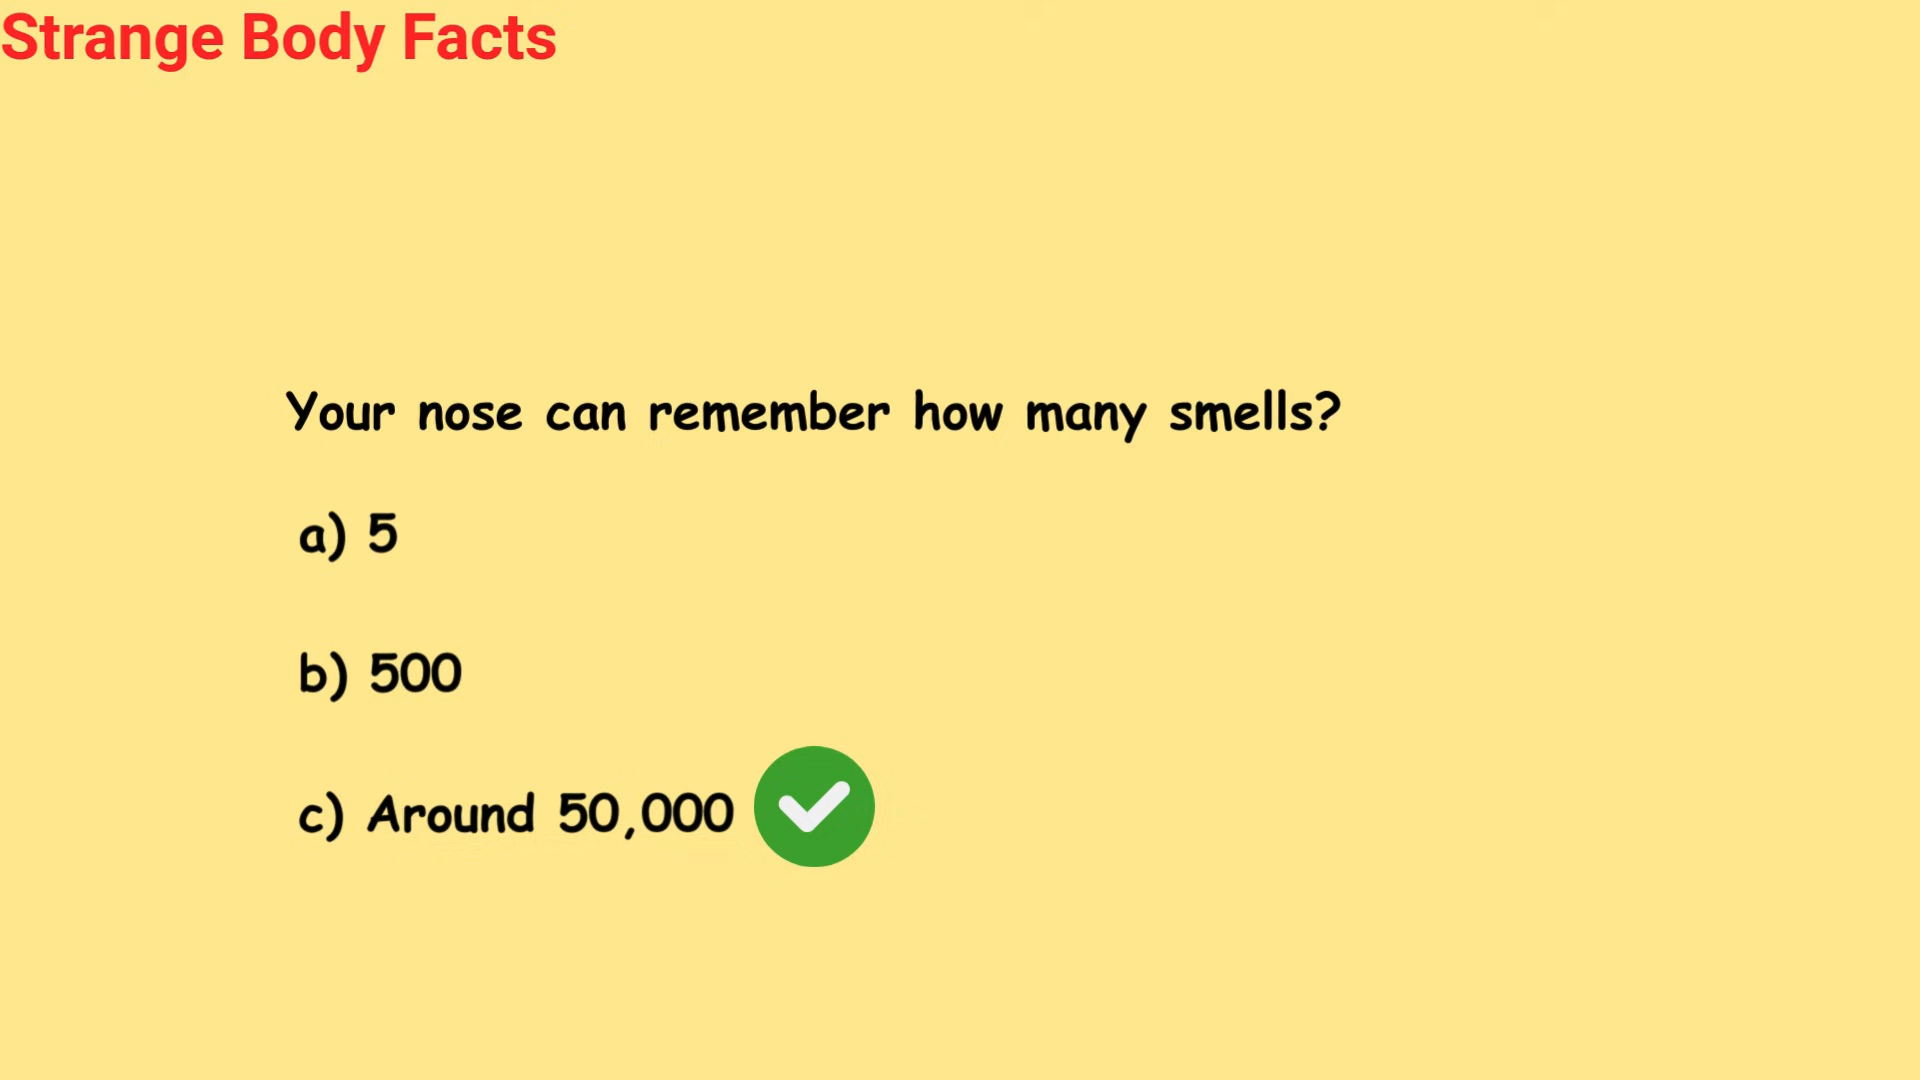 Strange Body Facts
Your nose can remember how many smells?
a) 5
b) 500
c) Around 50,000